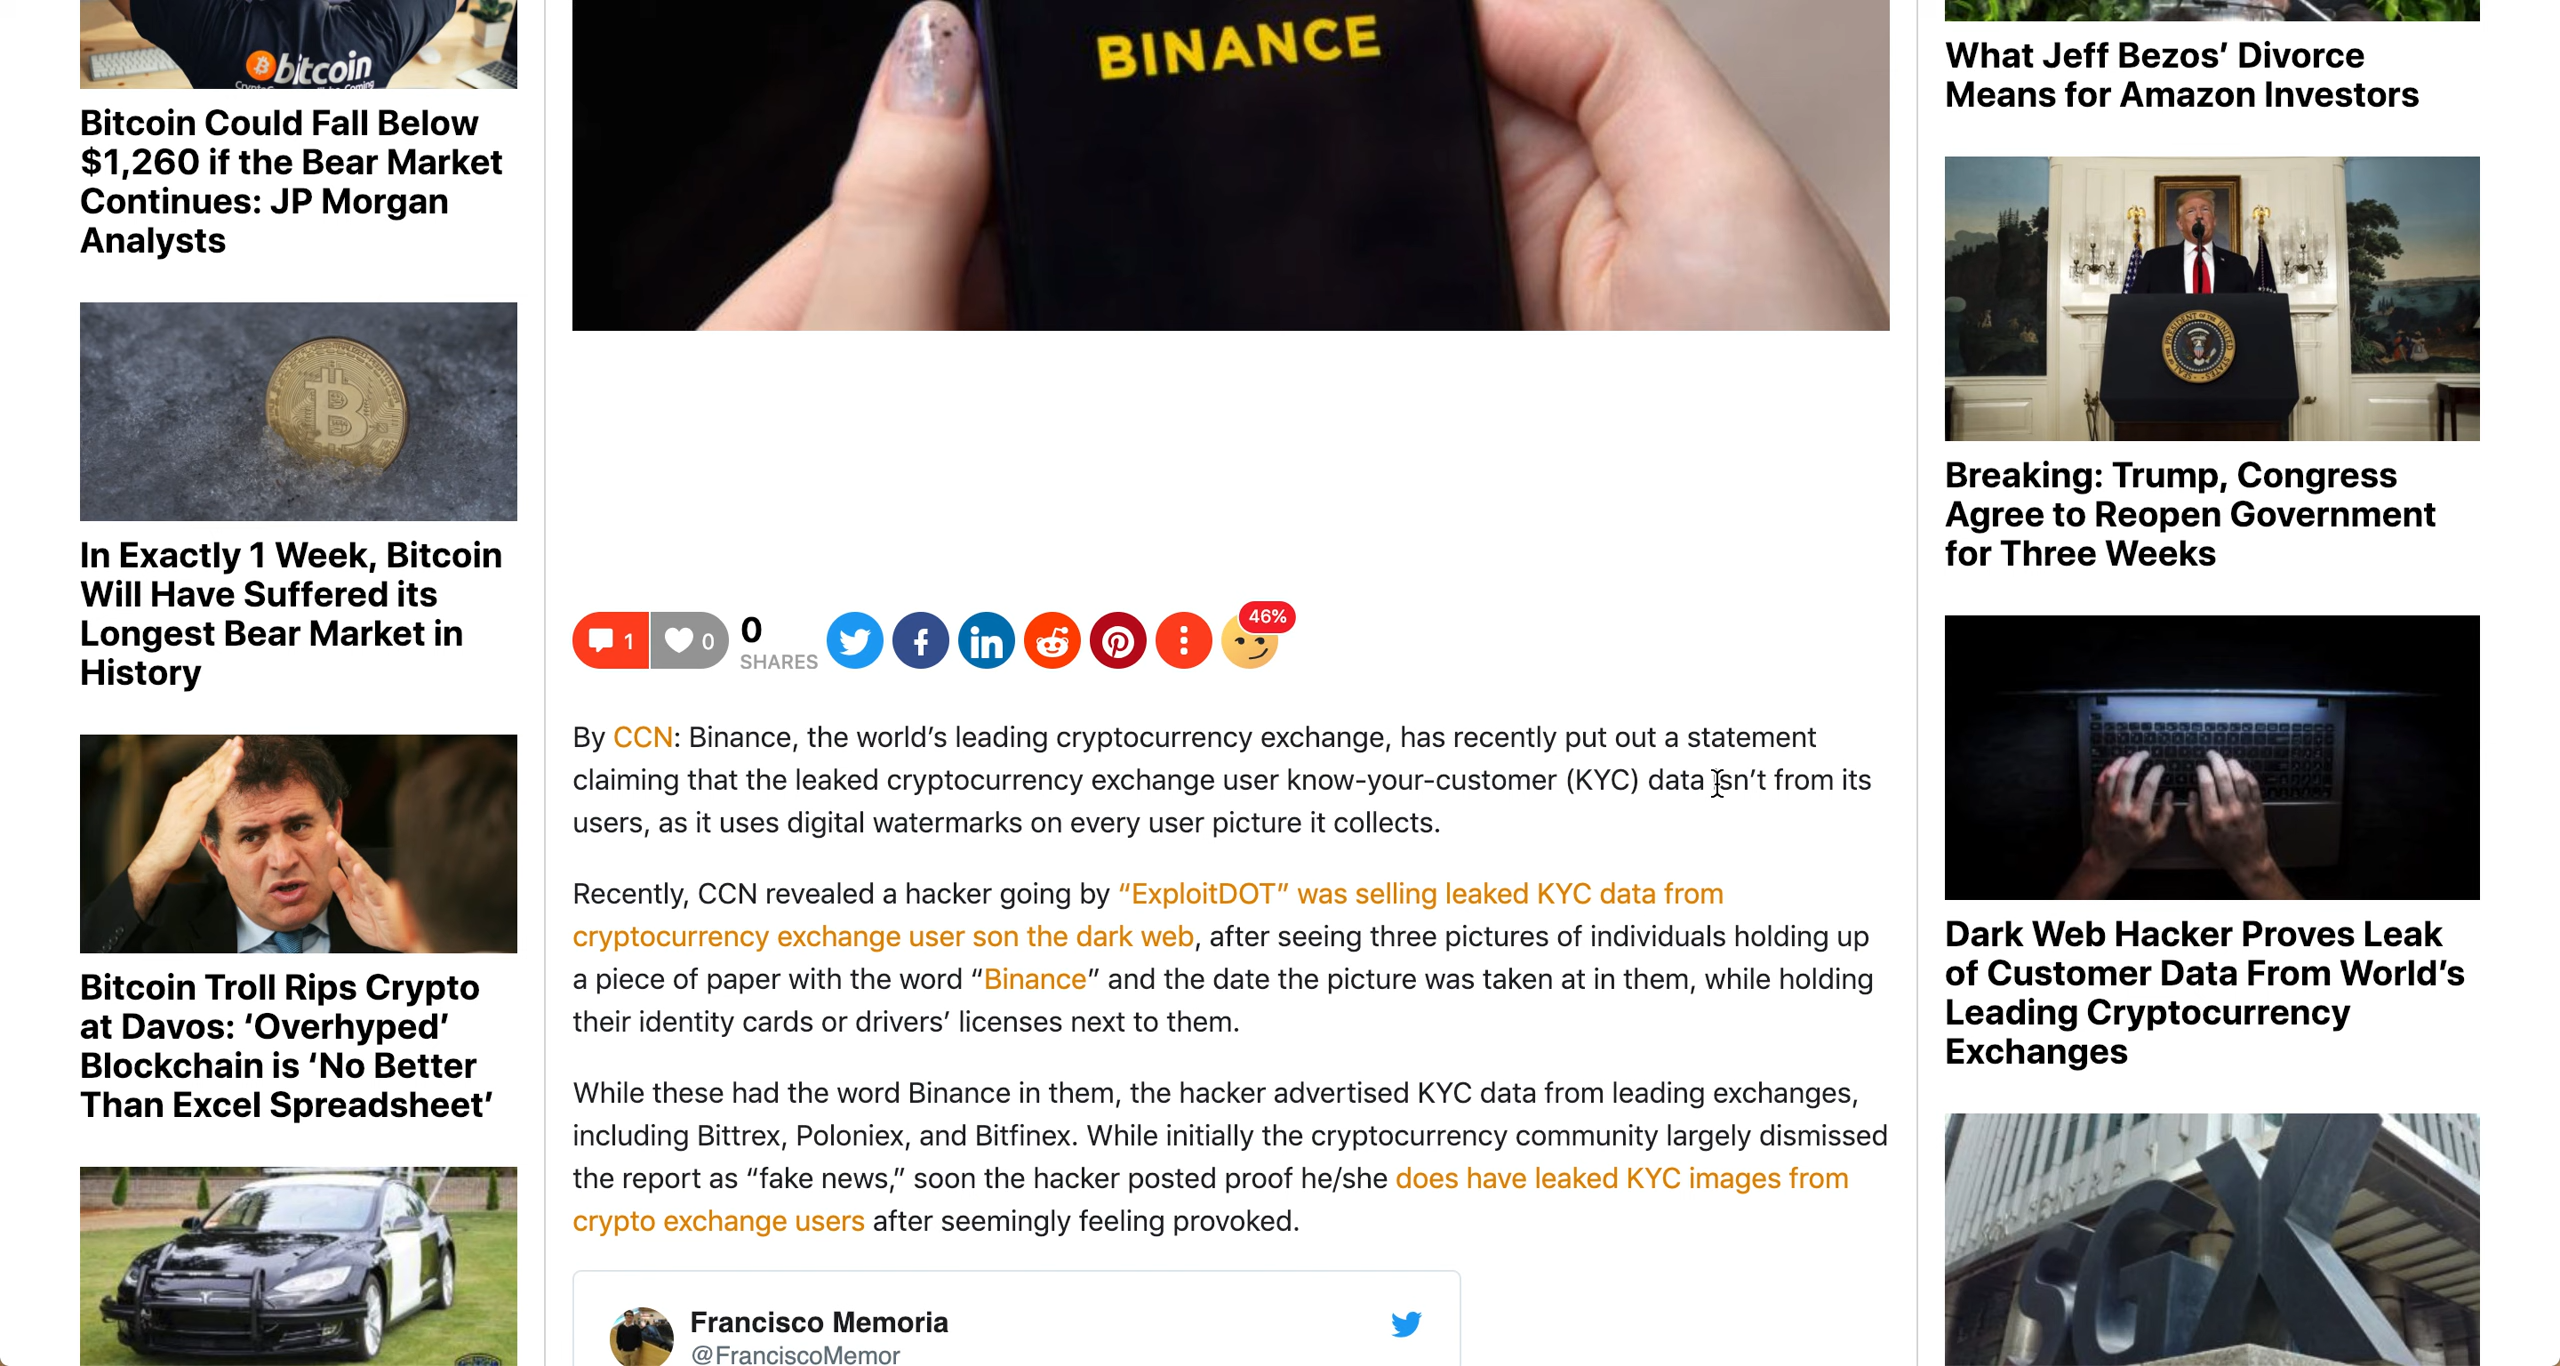 bitcoin
Bitcoin Could Fall Below
$1,260 if the Bear Market
Continues: JP Morgan
Analysts
In Exactly 1 Week, Bitcoin
Will Have Suffered its
Longest Bear Market in
History
Bitcoin Troll Rips Crypto
at Davos: ‘Overhyped’
Blockchain is ‘No Better
Than Excel Spreadsheet’
BINANCE
1
0
0
SHARES
46%
By CCN: Binance, the world’s leading cryptocurrency exchange, has recently put out a statement
claiming that the leaked cryptocurrency exchange user know-your-customer (KYC) data isn’t from its
users, as it uses digital watermarks on every user picture it collects.
Recently, CCN revealed a hacker going by “ExploitDOT” was selling leaked KYC data from
cryptocurrency exchange user son the dark web, after seeing three pictures of individuals holding up
a piece of paper with the word “Binance” and the date the picture was taken at in them, while holding
their identity cards or drivers’ licenses next to them.
While these had the word Binance in them, the hacker advertised KYC data from leading exchanges,
including Bittrex, Poloniex, and Bitfinex. While initially the cryptocurrency community largely dismissed
the report as “fake news,” soon the hacker posted proof he/she does have leaked KYC images from
crypto exchange users after seemingly feeling provoked.
Francisco Memoria
@FranciscoMemor
What Jeff Bezos’ Divorce
Means for Amazon Investors
Breaking: Trump, Congress
Agree to Reopen Government
for Three Weeks
Dark Web Hacker Proves Leak
of Customer Data From World’s
Leading Cryptocurrency
Exchanges
SGX